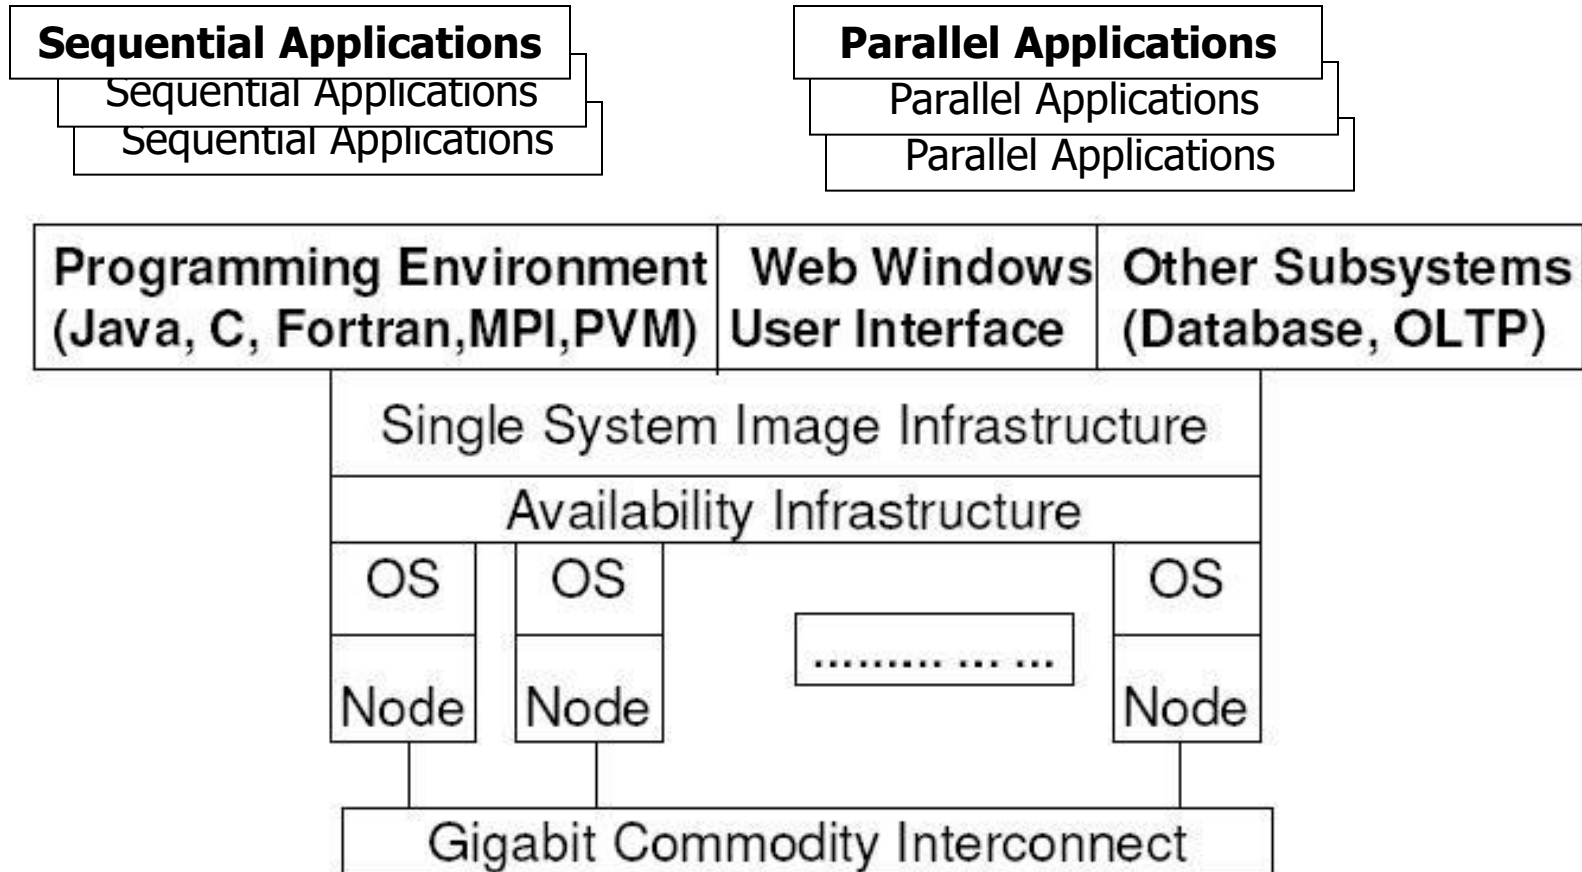 Sequential Applications
Sequential Applications
Sequential Applications
Parallel Applications
Parallel Applications
Parallel Applications
Programming Environment
(Java, C, Fortran,MPI,PVM)
Web Windows
User Interface
Other Subsystems
(Database, OLTP)
Single System Image Infrastructure
Availability Infrastructure
OS
OS
OS
......... ... ...
Node
Node
Node
Gigabit Commodity Interconnect